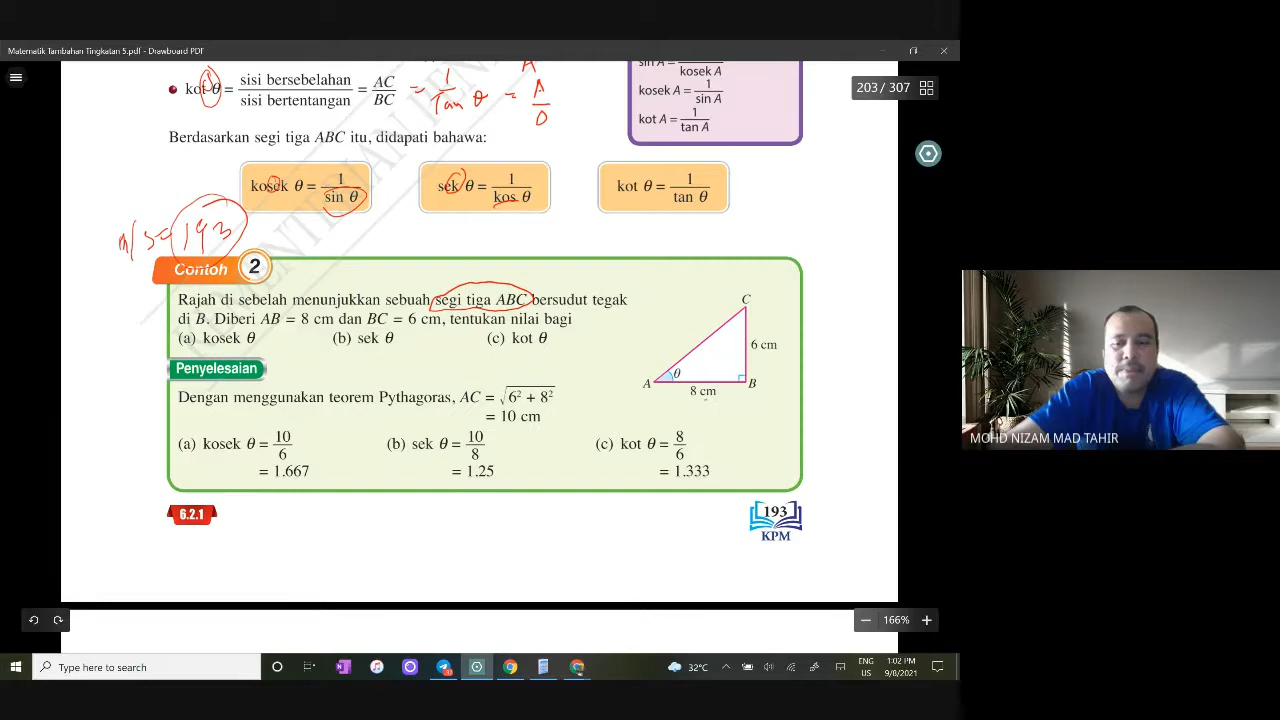 Matematik Tambahan Tingkatan 5.pdf - Drawboard PDF
kot θ = sisi bersebelahan / sisi bertentangan = AC / BC = 1 / Tan θ = A / O
A
sin A =
kosek A
kosek A = 1 / sin A
kot A = 1 / tan A
203 / 307
Berdasarkan segi tiga ABC itu, didapati bahawa:
kosek θ = 1 / sin θ
sek θ = 1 / kos θ
kot θ = 1 / tan θ
193
Contoh 2
Rajah di sebelah menunjukkan sebuah segi tiga ABC bersudut tegak
di B. Diberi AB = 8 cm dan BC = 6 cm, tentukan nilai bagi
(a) kosek θ (b) sek θ (c) kot θ
C
6 cm
A θ B
8 cm
Penyelesaian
Dengan menggunakan teorem Pythagoras, AC = √6² + 8²
= 10 cm
(a) kosek θ = 10 / 6 (b) sek θ = 10 / 8 (c) kot θ = 8 / 6
= 1.667 = 1.25 = 1.333
6.2.1
193
KPM
KEMENTERIAN
MOHD NIZAM MAD TAHIR
166%
Type here to search
32°C
ENG
US
1:02 PM
9/8/2021